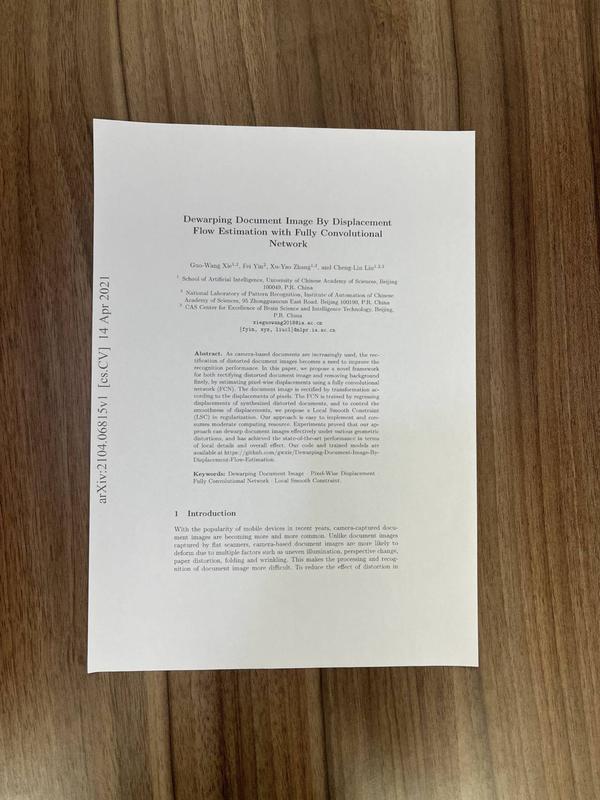 Dewarping Document Image By Displacement
Flow Estimation with Fully Convolutional
Network
Guo-Wang Xie1,2, Fei Yin2, Xu-Yao Zhang1,2, and Cheng-Lin Liu1,2,3
1 School of Artificial Intelligence, University of Chinese Academy of Sciences, Beijing
100049, P.R. China
2 National Laboratory of Pattern Recognition, Institute of Automation of Chinese
Academy of Sciences, 95 Zhongguancun East Road, Beijing 100190, P.R. China
3 CAS Center for Excellence of Brain Science and Intelligence Technology, Beijing,
P.R. China
xieguowang2018@ia.ac.cn
{fyin, xyz, liucl}@nlpr.ia.ac.cn
Abstract. As camera-based documents are increasingly used, the rec-
tification of distorted document images becomes a need to improve the
recognition performance. In this paper, we propose a novel framework
for both rectifying distorted document image and removing background
finely, by estimating pixel-wise displacements using a fully convolutional
network (FCN). The document image is rectified by transformation ac-
cording to the displacements of pixels. The FCN is trained by regressing
displacements of synthesized distorted documents, and to control the
smoothness of displacements, we propose a Local Smooth Constraint
(LSC) in regularization. Our approach is easy to implement and con-
sumes moderate computing resource. Experiments proved that our ap-
proach can dewarp document images effectively under various geometric
distortions, and has achieved the state-of-the-art performance in terms
of local details and overall effect. Our code and trained models are
available at https://github.com/gwxie/Dewarping-Document-Image-By-
Displacement-Flow-Estimation.
Keywords: Dewarping Document Image · Pixel-Wise Displacement ·
Fully Convolutional Network · Local Smooth Constraint.
1 Introduction
With the popularity of mobile devices in recent years, camera-captured docu-
ment images are becoming more and more common. Unlike document images
captured by flat scanners, camera-based document images are more likely to
deform due to multiple factors such as uneven illumination, perspective change,
paper distortion, folding and wrinkling. This makes the processing and recog-
nition of document image more difficult. To reduce the effect of distortion in
arXiv:2104.06815v1 [cs.CV] 14 Apr 2021